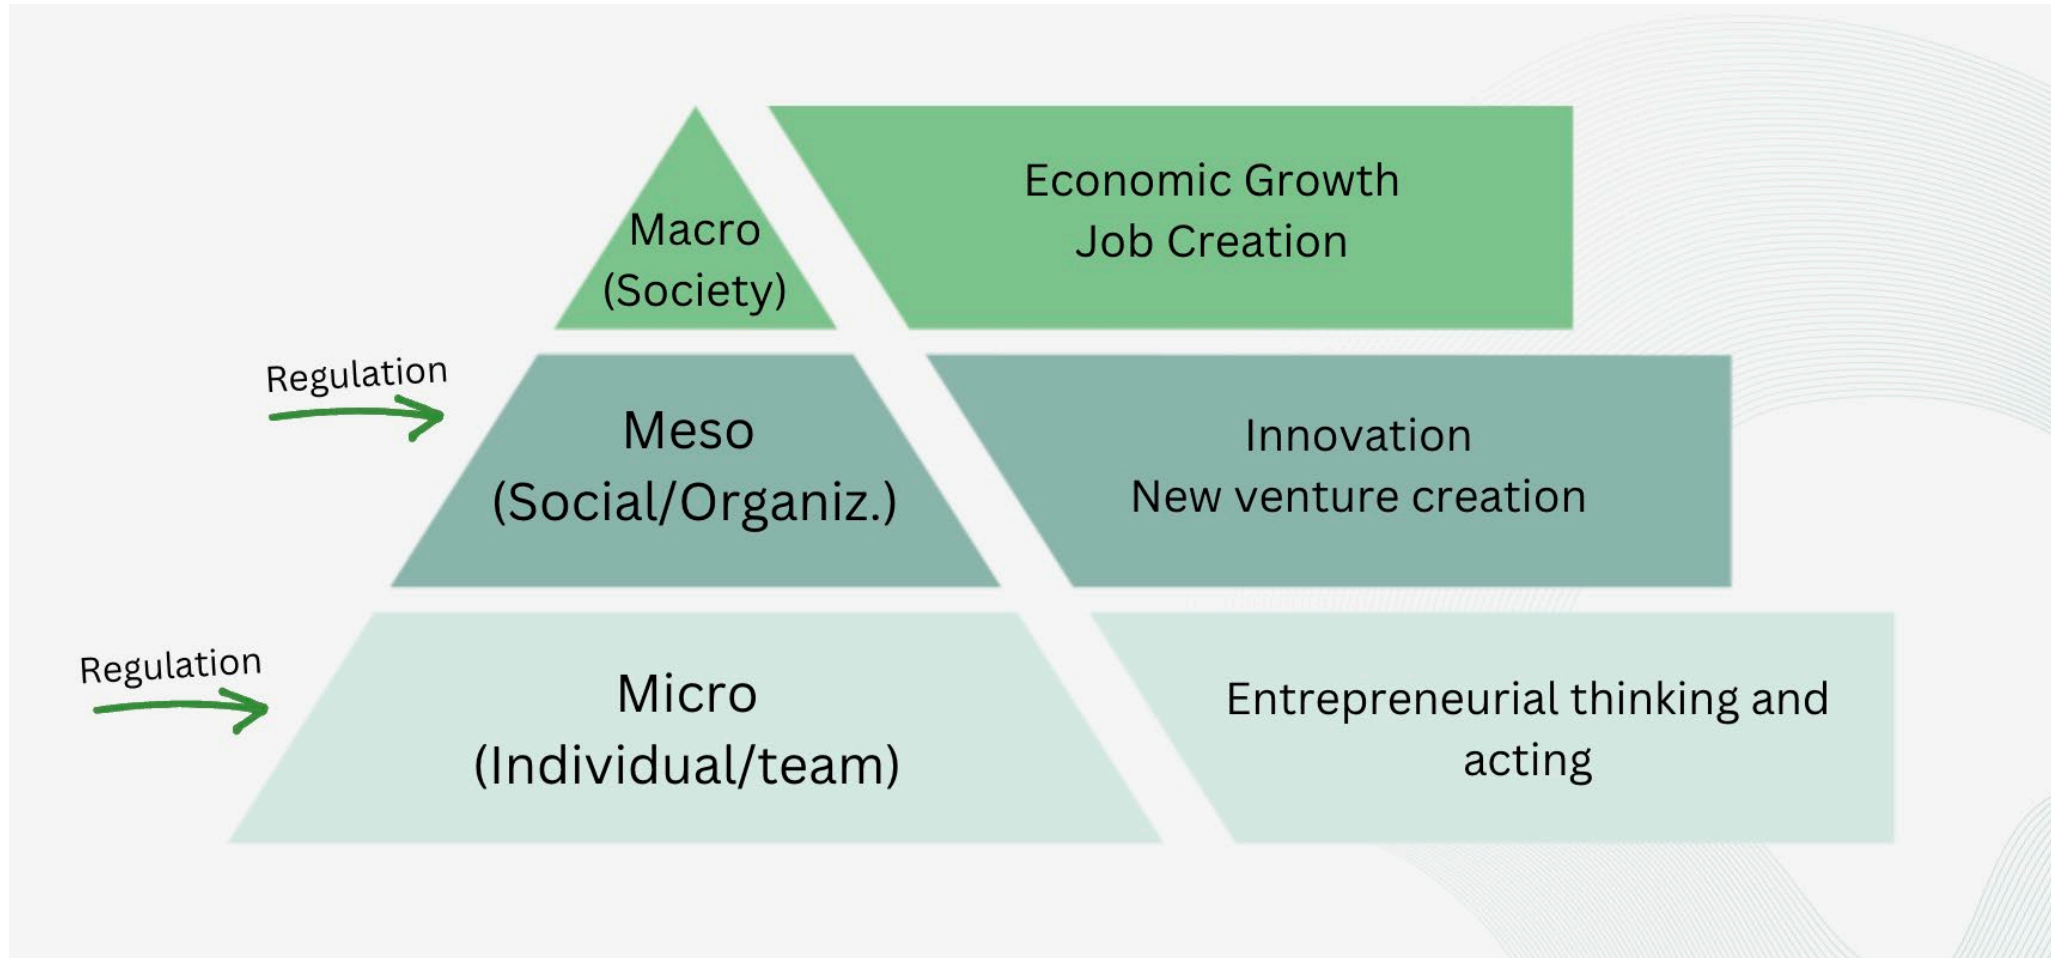 Macro
(Society)
Economic Growth
Job Creation
Regulation
Meso
(Social/Organiz.)
Innovation
New venture creation
Regulation
Micro
(Individual/team)
Entrepreneurial thinking and
acting